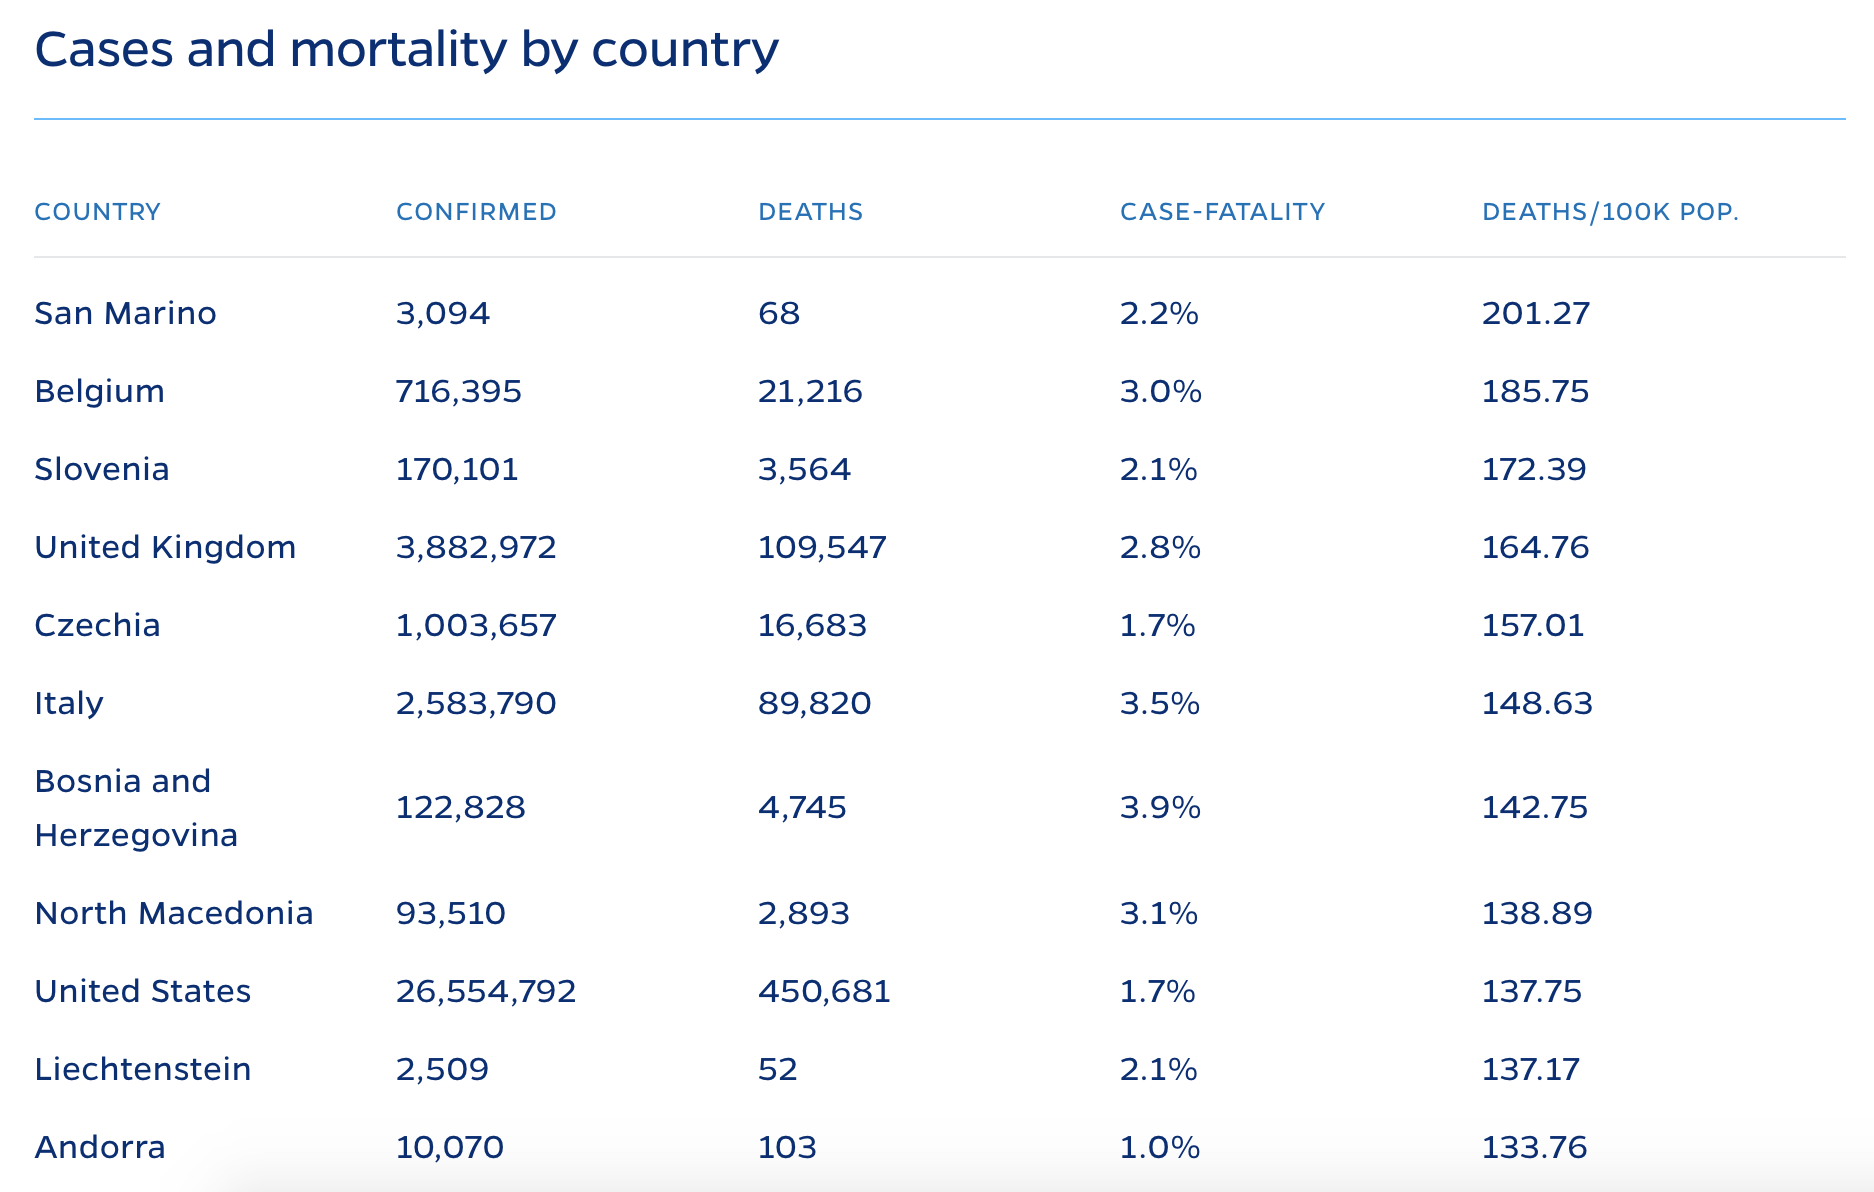 Cases and mortality by country
COUNTRY CONFIRMED DEATHS CASE-FATALITY DEATHS/100K POP.
San Marino 3,094 68 2.2% 201.27
Belgium 716,395 21,216 3.0% 185.75
Slovenia 170,101 3,564 2.1% 172.39
United Kingdom 3,882,972 109,547 2.8% 164.76
Czechia 1,003,657 16,683 1.7% 157.01
Italy 2,583,790 89,820 3.5% 148.63
Bosnia and
Herzegovina 122,828 4,745 3.9% 142.75
North Macedonia 93,510 2,893 3.1% 138.89
United States 26,554,792 450,681 1.7% 137.75
Liechtenstein 2,509 52 2.1% 137.17
Andorra 10,070 103 1.0% 133.76